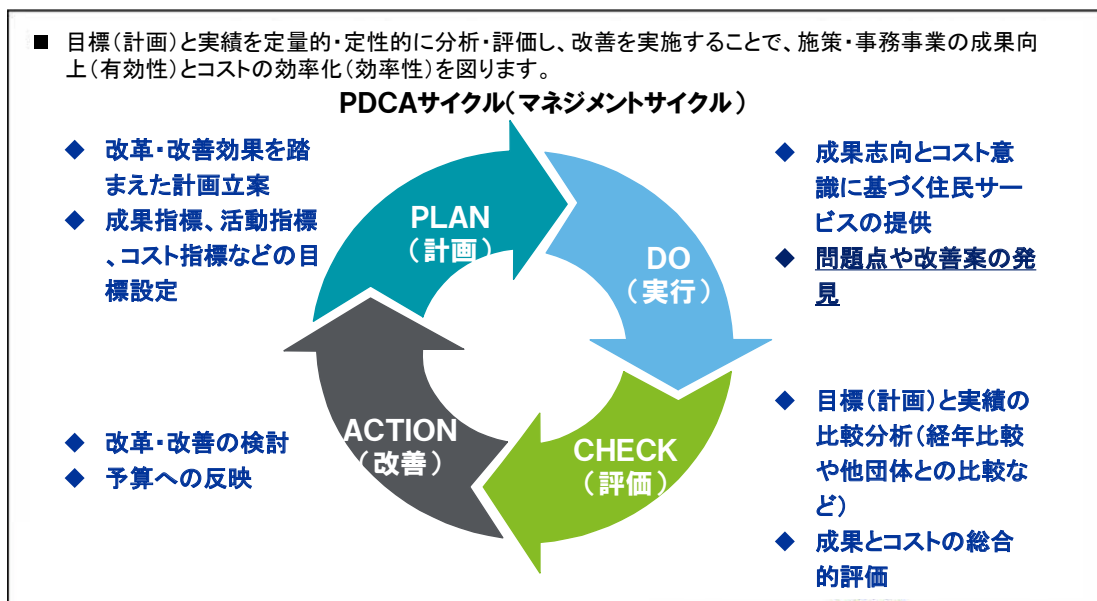 ■ 目標(計画)と実績を定量的・定性的に分析・評価し、改善を実施することで、施策・事務事業の成果向
上(有効性)とコストの効率化(効率性)を図ります。
PDCAサイクル(マネジメントサイクル)
◆ 改革・改善効果を踏
まえた計画立案
◆ 成果指標、活動指標
、コスト指標などの目
標設定
PLAN
(計画)
DO
(実行)
◆ 成果志向とコスト意
識に基づく住民サー
ビスの提供
◆ 問題点や改善案の発
見
CHECK
(評価)
◆ 目標(計画)と実績の
比較分析(経年比較
や他団体との比較な
ど)
◆ 成果とコストの総合
的評価
ACTION
(改善)
◆ 改革・改善の検討
◆ 予算への反映